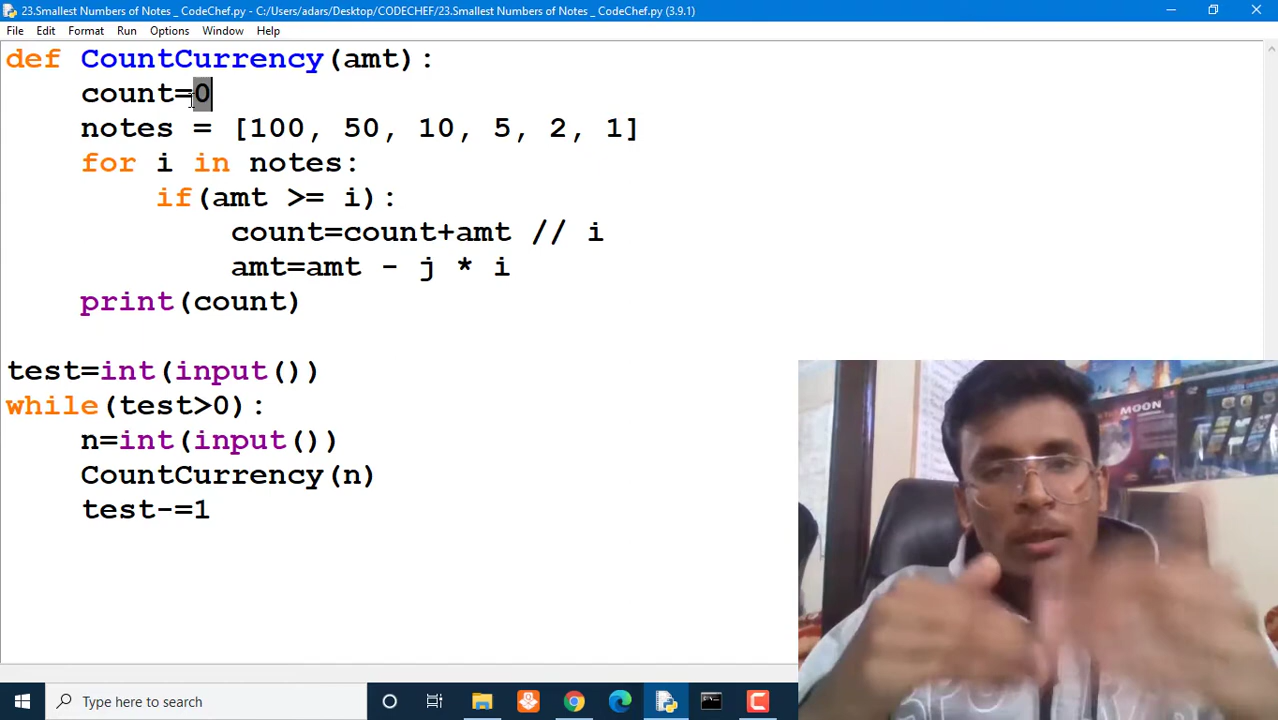 23.Smallest Numbers of Notes _ CodeChef.py - C:/Users/adars/Desktop/CODECHEF/23.Smallest Numbers of Notes _ CodeChef.py (3.9.1)
File Edit Format Run Options Window Help
def CountCurrency(amt):
count=0
notes = [100, 50, 10, 5, 2, 1]
for i in notes:
if(amt >= i):
count=count+amt // i
amt=amt - j * i
print(count)
test=int(input())
while(test>0):
n=int(input())
CountCurrency(n)
test-=1
MOON
Type here to search